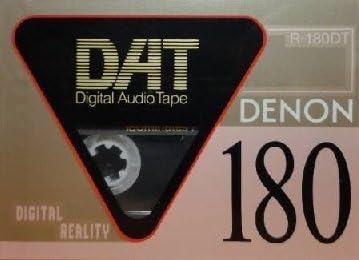 R-180DT
DAT
Digital Audio Tape
DENON
180
DIGITAL
REALITY